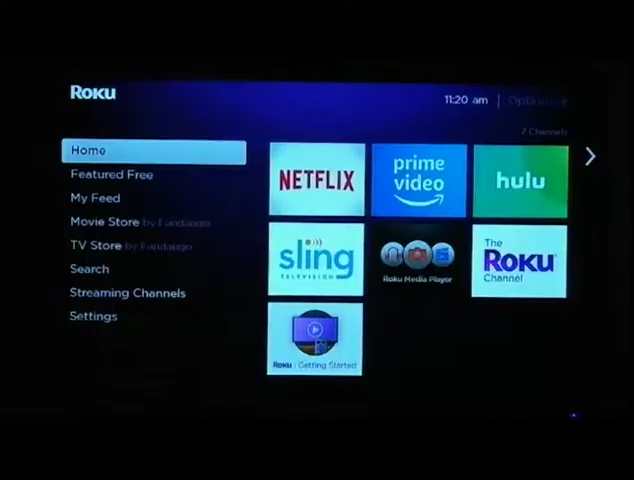 Roku
11:20 am | Options
7 Channels
Home
Featured Free
My Feed
Movie Store by Fandango
TV Store by Fandango
Search
Streaming Channels
Settings
NETFLIX
prime video
hulu
sling
TELEVISION
Roku Media Player
The
Roku
Channel
Roku | Getting Started